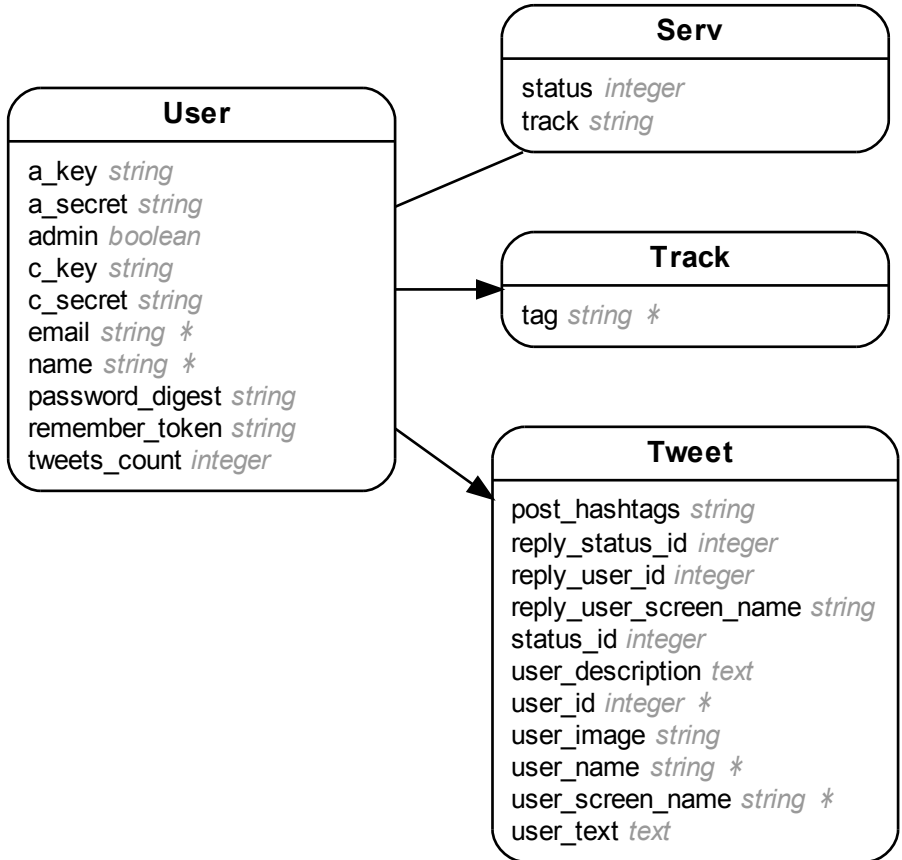 User
a_key string
a_secret string
admin boolean
c_key string
c_secret string
email string *
name string *
password_digest string
remember_token string
tweets_count integer
Serv
status integer
track string
Track
tag string *
Tweet
post_hashtags string
reply_status_id integer
reply_user_id integer
reply_user_screen_name string
status_id integer
user_description text
user_id integer *
user_image string
user_name string *
user_screen_name string *
user_text text